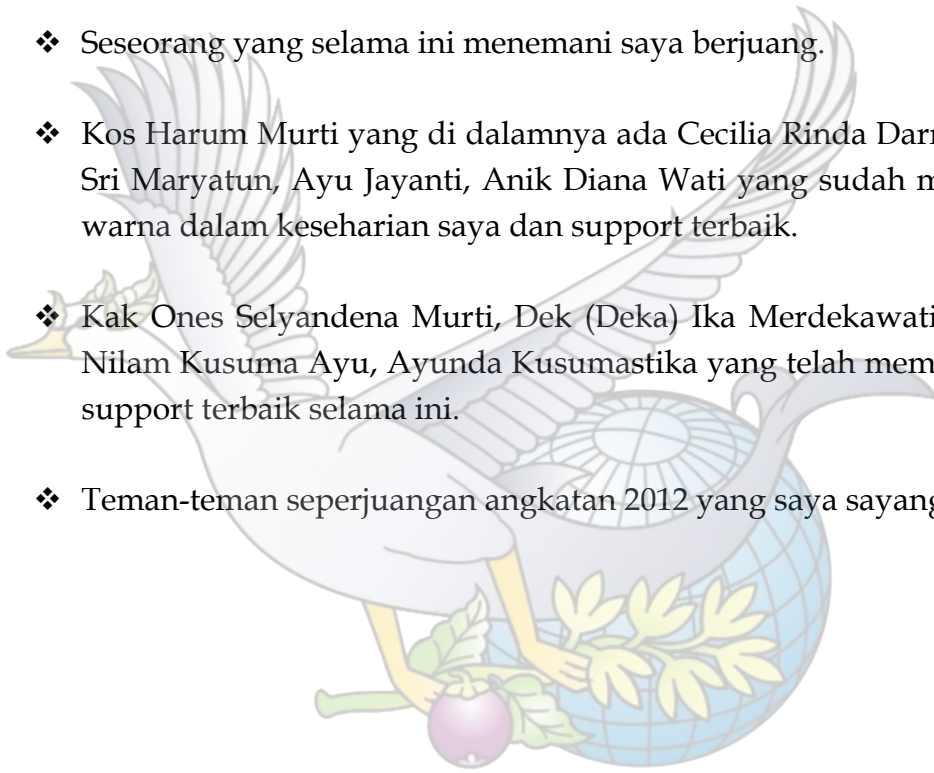 ❖ Seseorang yang selama ini menemani saya berjuang.
❖ Kos Harum Murti yang di dalamnya ada Cecilia Rinda
Sri Maryatun, Ayu Jayanti, Anik Diana Wati yang sudah
warna dalam keseharian saya dan support terbaik.
❖ Kak Ones Selyandena Murti, Dek (Deka) Ika Merdekawati
Nilam Kusuma Ayu, Ayunda Kusumastika yang telah
support terbaik selama ini.
❖ Teman-teman seperjuangan angkatan 2012 yang saya